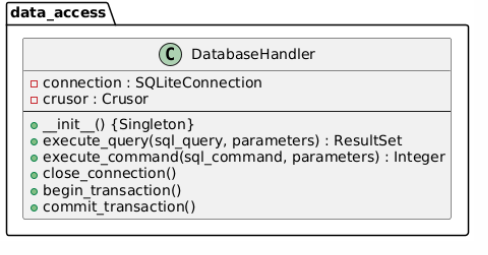 data_access
C DatabaseHandler
connection : SQLiteConnection
crusor : Crusor
__init__() {Singleton}
execute_query(sql_query, parameters) : ResultSet
execute_command(sql_command, parameters) : Integer
close_connection()
begin_transaction()
commit_transaction()